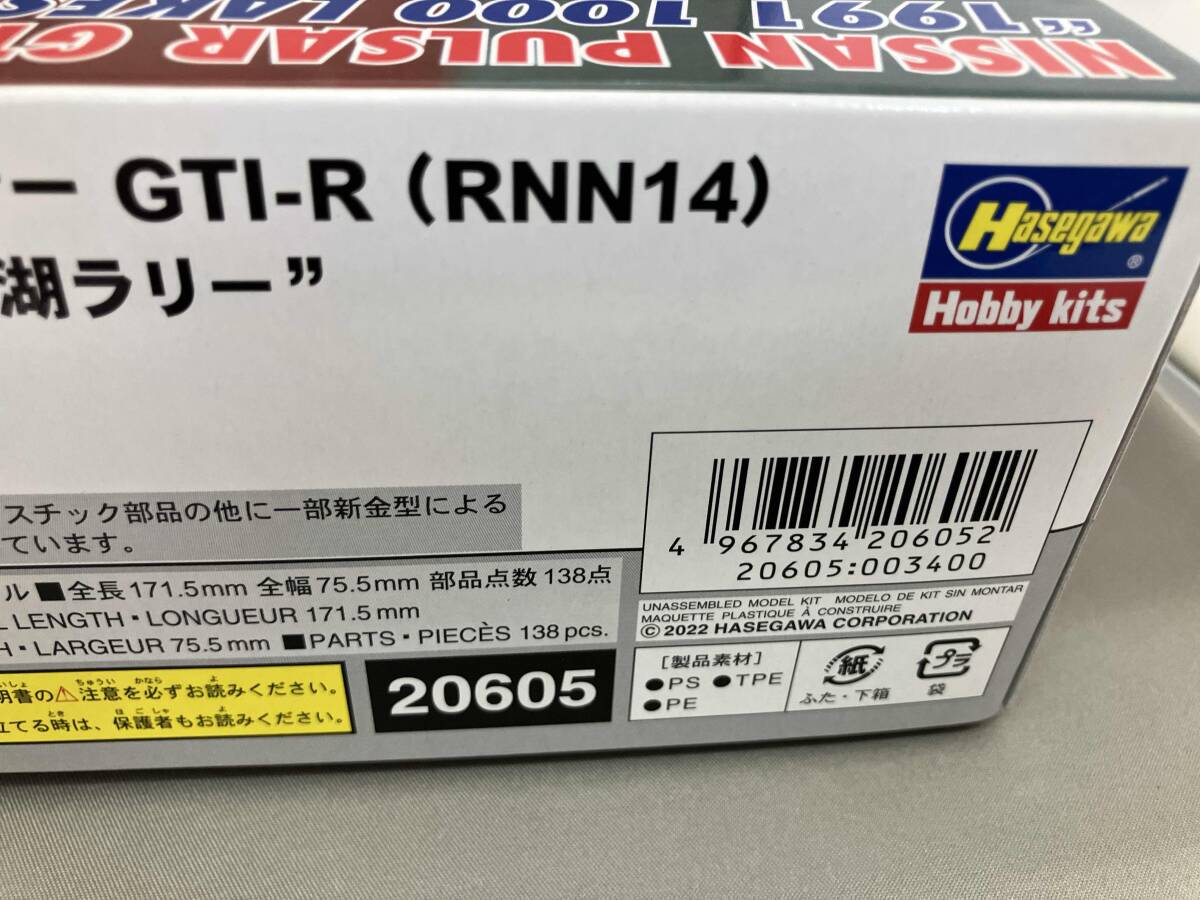 NISSAN PULSAR
"1991 1000 LAKES
ー GTI-R（RNN14）
湖ラリー”
Hasegawa
®
Hobby kits
スチック部品の他に一部新金型による
ています。
ル ■全長171.5mm 全幅75.5mm 部品点数138点
LENGTH・LONGUEUR 171.5mm
・LARGEUR 75.5mm ■PARTS・PIECÈS 138pcs.
明書の⚠注意を必ずお読みください。
立てる時は、保護者もお読みください。
20605
4 967834 206052
20605:003400
UNASSEMBLED MODEL KIT MODELO DE KIT SIN MONTAR
MAQUETTE PLASTIQUE À CONSTRUIRE
©2022 HASEGAWA CORPORATION
[製品素材]
●PS ●TPE
●PE
紙
ふた・下箱
プラ
袋